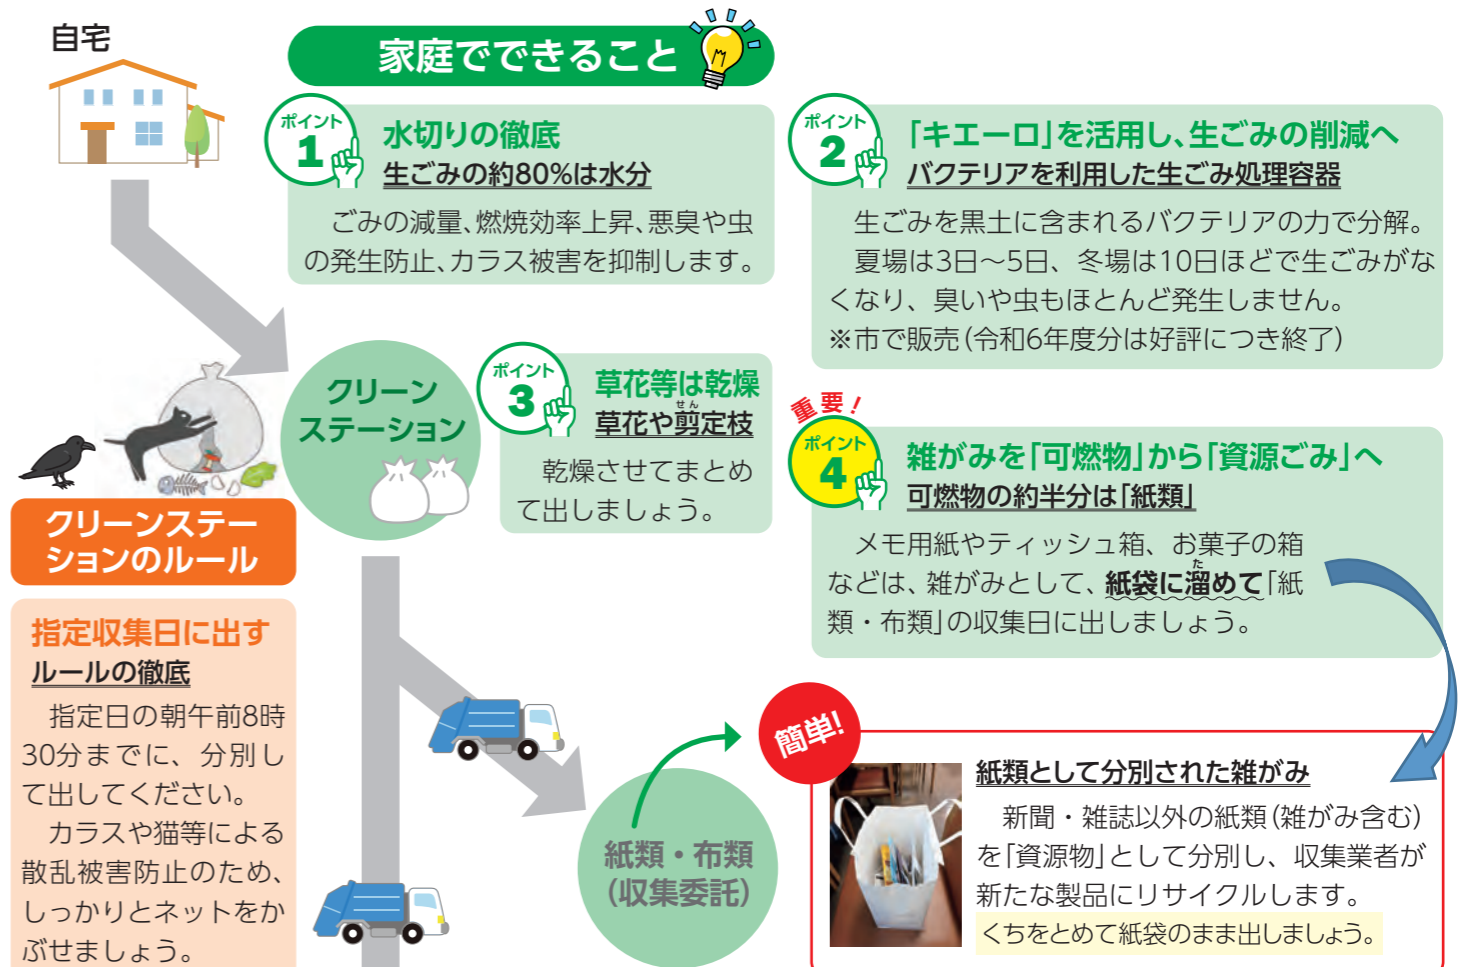 自宅
家庭でできること
ポイント
1
水切りの徹底
生ごみの約80%は水分
ごみの減量、燃焼効率上昇、悪臭や虫
の発生防止、カラス被害を抑制します。
ポイント
2
「キエーロ」を活用し、生ごみの削減へ
バクテリアを利用した生ごみ処理容器
生ごみを黒土に含まれるバクテリアの力で分解。
夏場は3日~5日、冬場は10日ほどで生ごみがな
くなり、臭いや虫もほとんど発生しません。
※市で販売(令和6年度分は好評につき終了)
クリーン
ステーション
ポイント
3
草花等は乾燥
せん
草花や剪定枝
乾燥させてまとめ
て出しましょう。
重要!
ポイント
4
雑がみを「可燃物」から「資源ごみ」へ
可燃物の約半分は「紙類」
メモ用紙やティッシュ箱、お菓子の箱
た
などは、雑がみとして、紙袋に溜めて「紙
類・布類」の収集日に出しましょう。
クリーンステー
ションのルール
指定収集日に出す
ルールの徹底
指定日の朝午前8時
30分までに、分別し
て出してください。
カラスや猫等による
散乱被害防止のため、
しっかりとネットをか
ぶせましょう。
紙類・布類
(収集委託)
簡単!
紙類として分別された雑がみ
新聞・雑誌以外の紙類(雑がみ含む)
を「資源物」として分別し、収集業者が
新たな製品にリサイクルします。
くちをとめて紙袋のまま出しましょう。